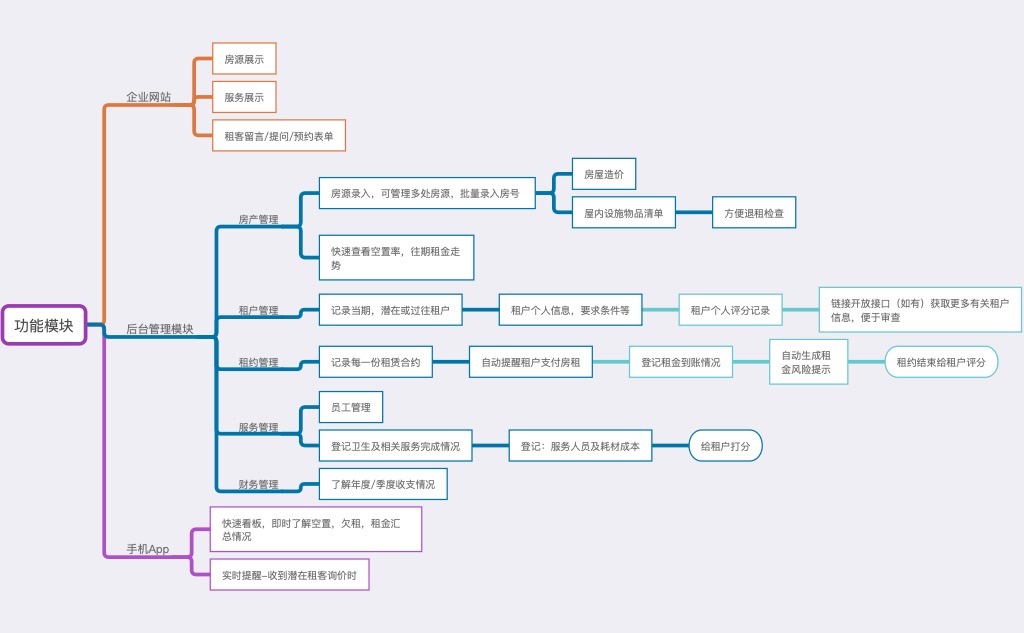 功能模块
企业网站
房源展示
服务展示
租客留言/提问/预约表单
后台管理模块
房产管理
房源录入，可管理多处房源，批量录入房号
房屋造价
屋内设施物品清单
方便退租检查
快速查看空置率，往期租金走
势
租户管理
记录当期，潜在或过往租户
租户个人信息，要求条件等
租户个人评分记录
链接开放接口（如有）获取更多有关租户
信息，便于审查
租约管理
记录每一份租赁合约
自动提醒租户支付房租
登记租金到账情况
自动生成租
金风险提示
租约结束给租户评分
服务管理
员工管理
登记卫生及相关服务完成情况
登记：服务人员及耗材成本
给租户打分
财务管理
了解年度/季度收支情况
手机App
快速看板，即时了解空置，欠租，租金汇
总情况
实时提醒–收到潜在租客询价时